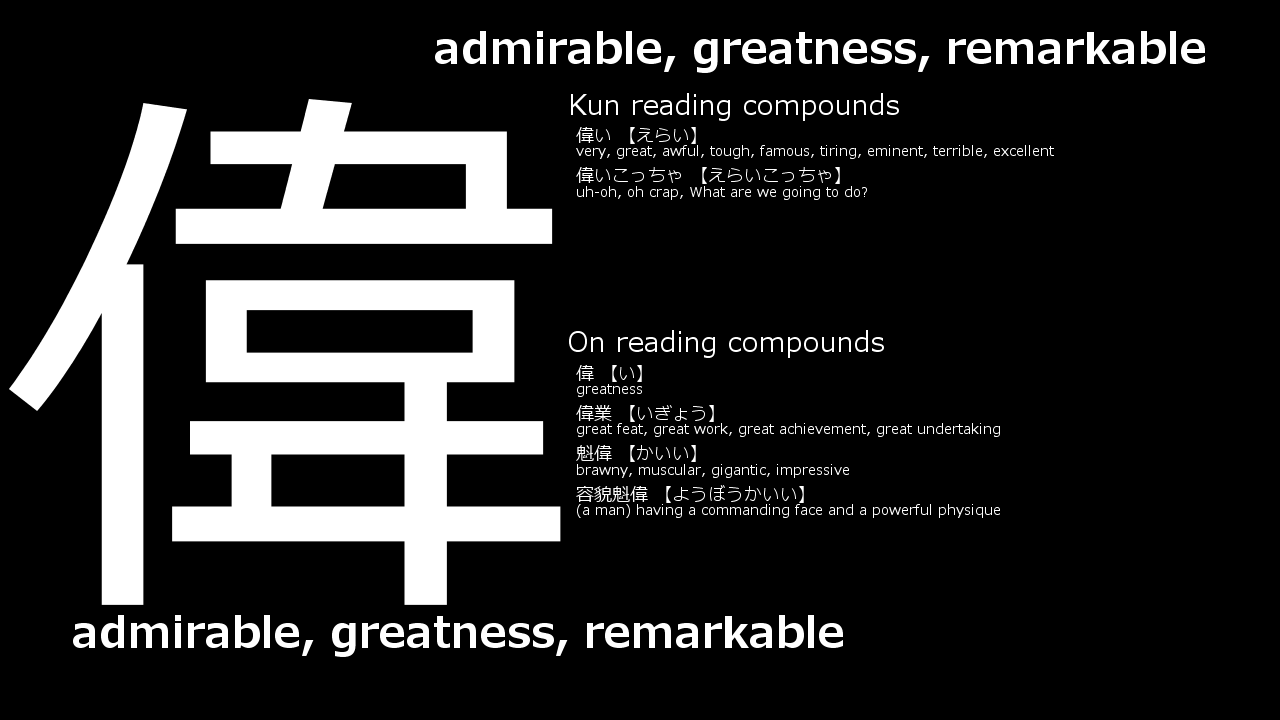 admirable, greatness, remarkable
偉
Kun reading compounds
偉い 【えらい】
very, great, awful, tough, famous, tiring, eminent, terrible, excellent
偉いこっちゃ 【えらいこっちゃ】
uh-oh, oh crap, What are we going to do?
On reading compounds
偉 【い】
greatness
偉業 【いぎょう】
great feat, great work, great achievement, great undertaking
魁偉 【かいい】
brawny, muscular, gigantic, impressive
容貌魁偉 【ようぼうかいい】
(a man) having a commanding face and a powerful physique
admirable, greatness, remarkable